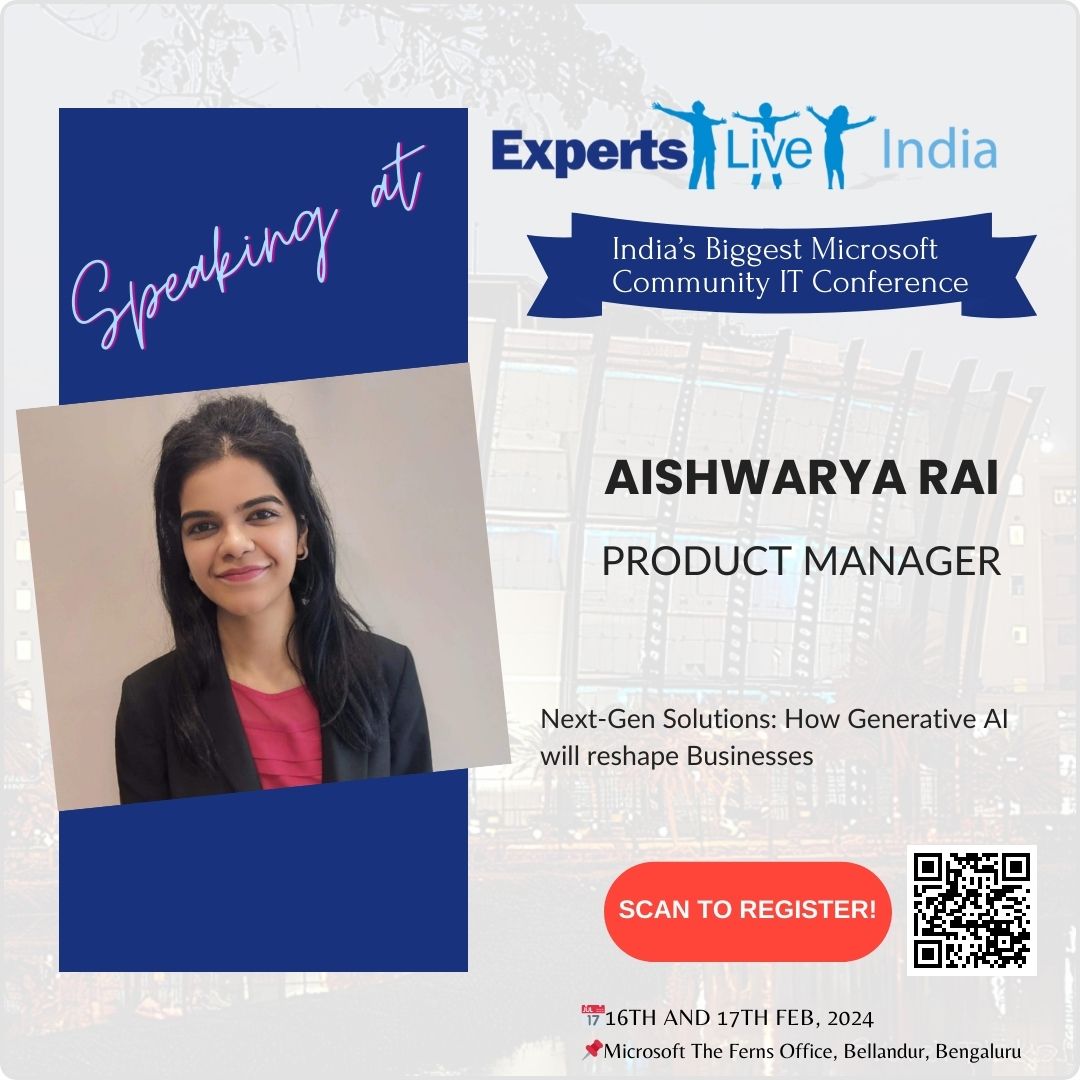 Speaking at
Experts Live India
India's Biggest Microsoft
Community IT Conference
AISHWARYA RAI
PRODUCT MANAGER
Next-Gen Solutions: How Generative AI
will reshape Businesses
SCAN TO REGISTER!
📅16TH AND 17TH FEB, 2024
📌Microsoft The Ferns Office, Bellandur, Bengaluru